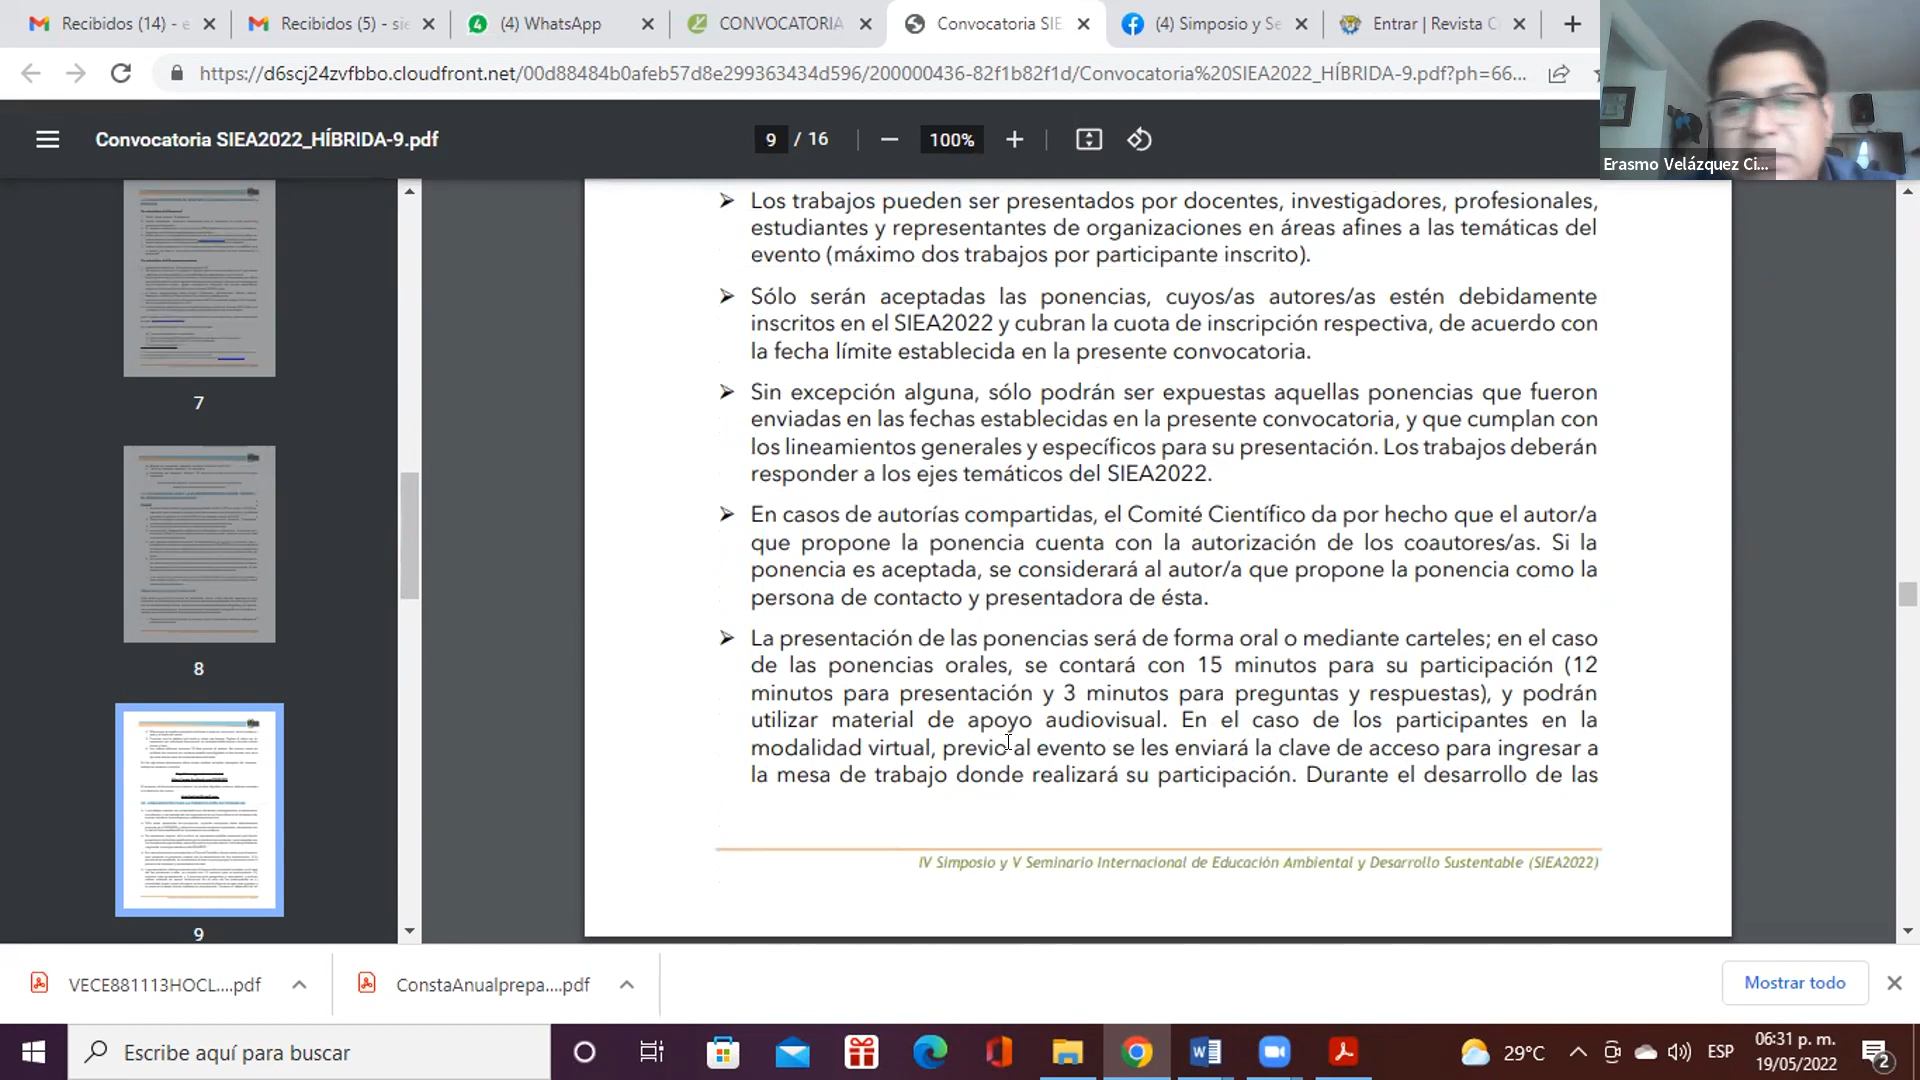 Recibidos (14) - e
Recibidos (5) - sie
(4) WhatsApp
CONVOCATORIA
Convocatoria SIE
(4) Simposio y Se
Entrar | Revista C
https://d6scj24zvfbbo.cloudfront.net/00d88484b0afeb57d8e299363434d596/200000436-82f1b82f1d/Convocatoria%20SIEA2022_HÍBRIDA-9.pdf?ph=66...
Erasmo Velázquez Ci...
Convocatoria SIEA2022_HÍBRIDA-9.pdf
9 / 16
100%
7
8
9
Los trabajos pueden ser presentados por docentes, investigadores, profesionales,
estudiantes y representantes de organizaciones en áreas afines a las temáticas del
evento (máximo dos trabajos por participante inscrito).
Sólo serán aceptadas las ponencias, cuyos/as autores/as estén debidamente
inscritos en el SIEA2022 y cubran la cuota de inscripción respectiva, de acuerdo con
la fecha límite establecida en la presente convocatoria.
Sin excepción alguna, sólo podrán ser expuestas aquellas ponencias que fueron
enviadas en las fechas establecidas en la presente convocatoria, y que cumplan con
los lineamientos generales y específicos para su presentación. Los trabajos deberán
responder a los ejes temáticos del SIEA2022.
En casos de autorías compartidas, el Comité Científico da por hecho que el autor/a
que propone la ponencia cuenta con la autorización de los coautores/as. Si la
ponencia es aceptada, se considerará al autor/a que propone la ponencia como la
persona de contacto y presentadora de ésta.
La presentación de las ponencias será de forma oral o mediante carteles; en el caso
de las ponencias orales, se contará con 15 minutos para su participación (12
minutos para presentación y 3 minutos para preguntas y respuestas), y podrán
utilizar material de apoyo audiovisual. En el caso de los participantes en la
modalidad virtual, previo al evento se les enviará la clave de acceso para ingresar a
la mesa de trabajo donde realizará su participación. Durante el desarrollo de las
IV Simposio y V Seminario Internacional de Educación Ambiental y Desarrollo Sustentable (SIEA2022)
VECE881113HOCL....pdf
ConstaAnualprepa....pdf
Mostrar todo
Escribe aquí para buscar
29°C
ESP
06:31 p. m.
19/05/2022
2